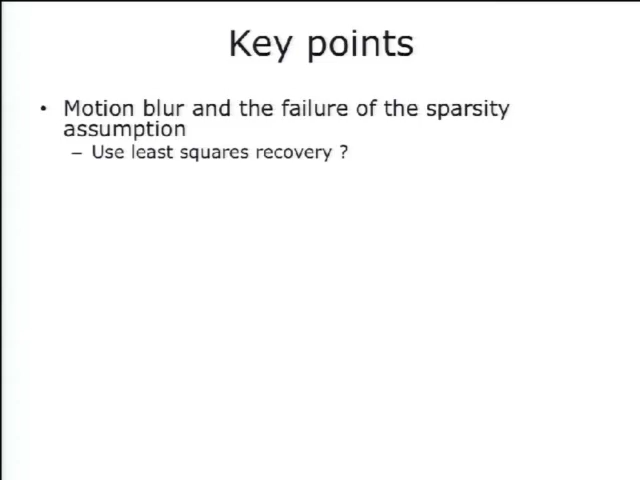 Key points
• Motion blur and the failure of the sparsity
assumption
– Use least squares recovery ?